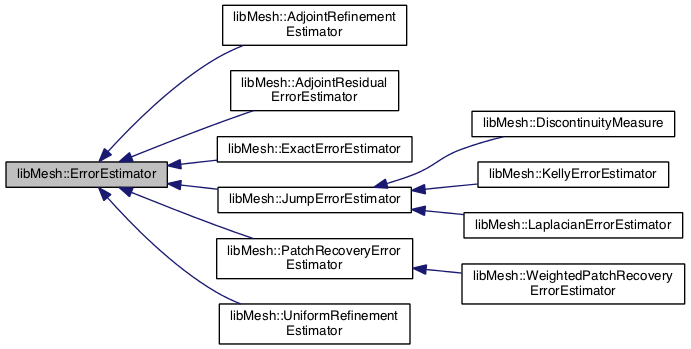 libMesh::AdjointRefinement
Estimator
libMesh::AdjointResidual
ErrorEstimator
libMesh::DiscontinuityMeasure
libMesh::ExactErrorEstimator
libMesh::ErrorEstimator
libMesh::KellyErrorEstimator
libMesh::JumpErrorEstimator
libMesh::LaplacianErrorEstimator
libMesh::PatchRecoveryError
Estimator
libMesh::WeightedPatchRecovery
ErrorEstimator
libMesh::UniformRefinement
Estimator